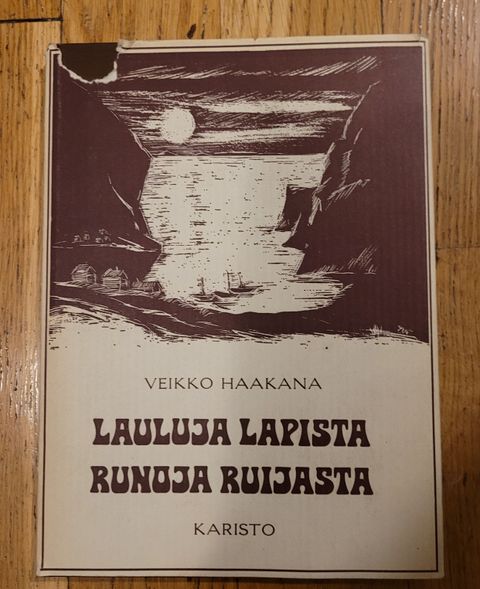 VEIKKO HAAKANA
LAULUJA LAPISTA
RUNOJA RUIJASTA
KARISTO